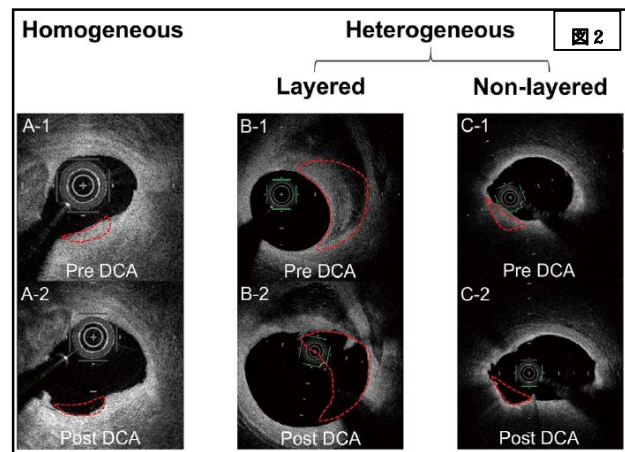 Homogeneous
Heterogeneous
図2
Layered
Non-layered
A-1
Pre DCA
B-1
Pre DCA
C-1
Pre DCA
A-2
Post DCA
B-2
Post DCA
C-2
Post DCA